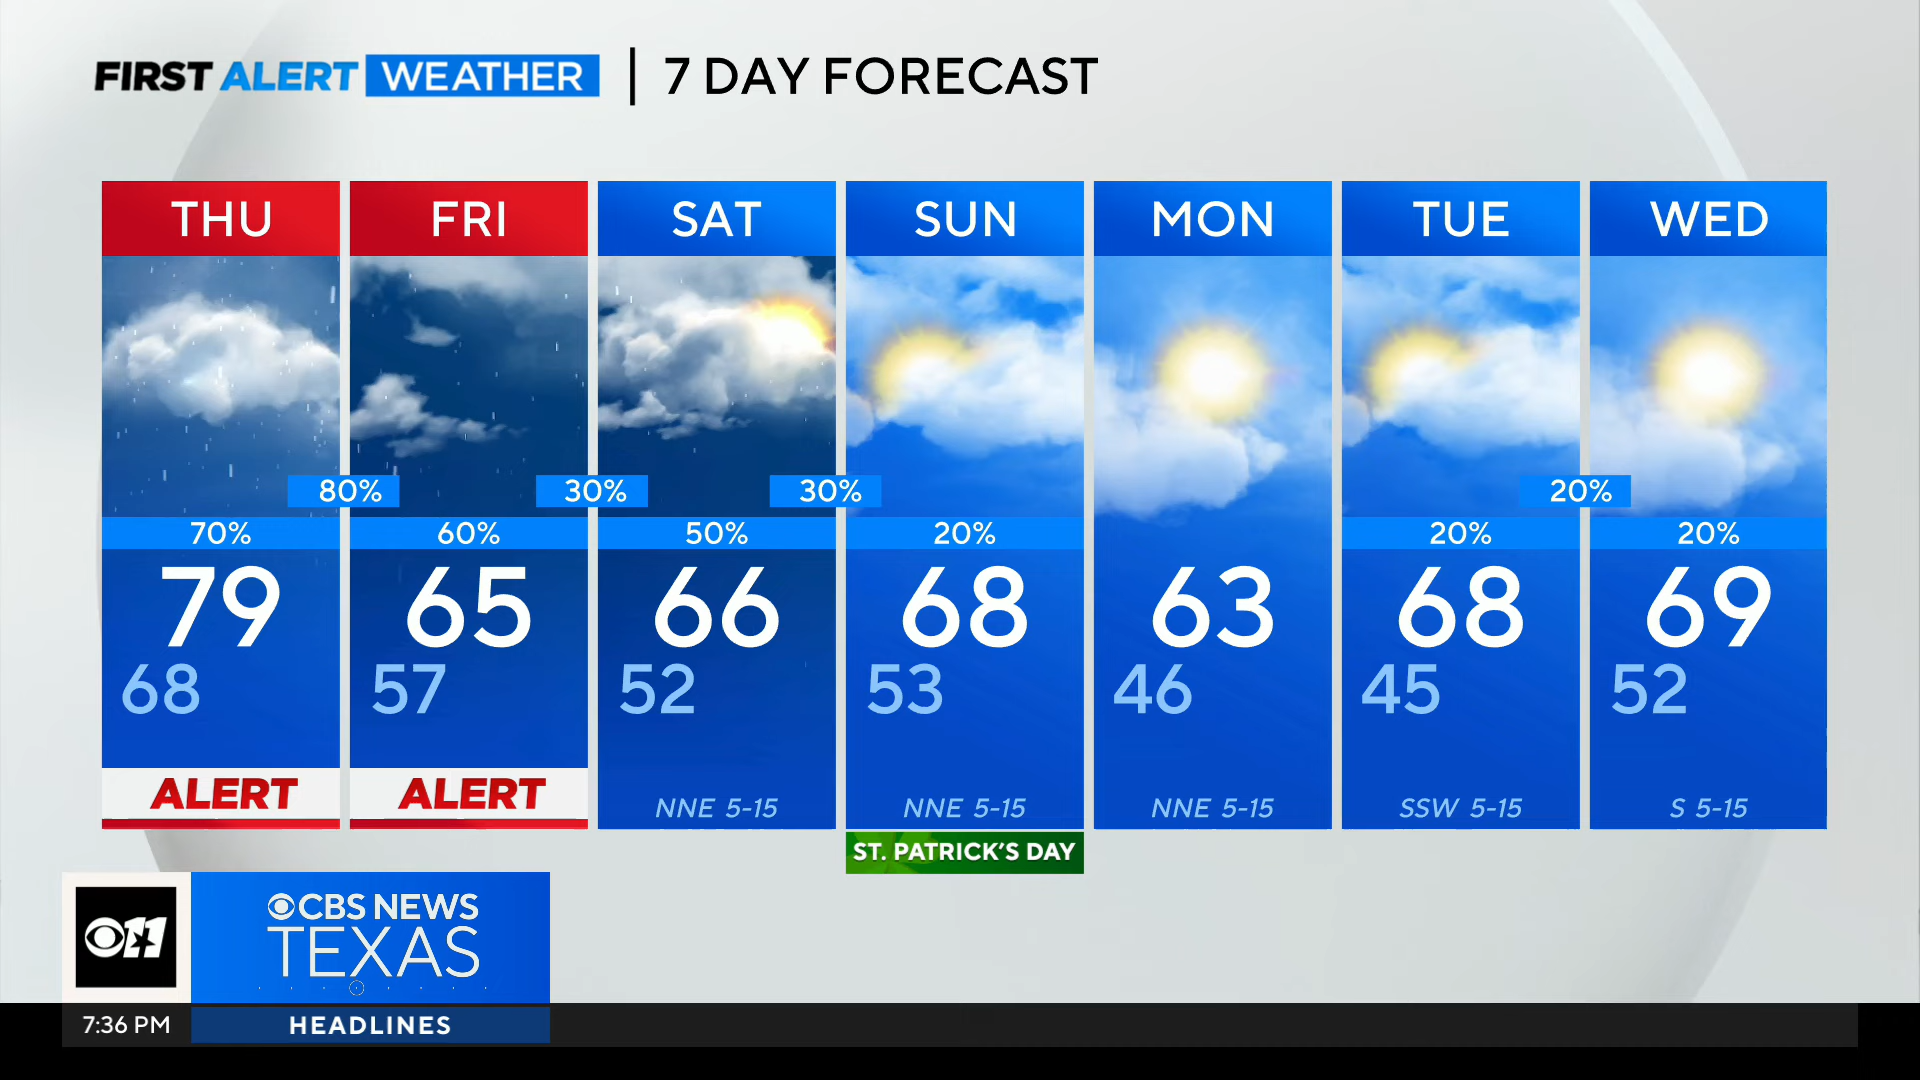 FIRST ALERT WEATHER | 7 DAY FORECAST
THU FRI SAT SUN MON TUE WED
80% 30% 30% 20%
70% 60% 50% 20% 20% 20%
79 65 66 68 63 68 69
68 57 52 53 46 45 52
ALERT ALERT NNE 5-15 NNE 5-15 NNE 5-15 SSW 5-15 S 5-15
ST. PATRICK'S DAY
11 CBS NEWS
TEXAS
7:36 PM HEADLINES